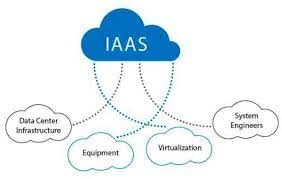 IAAS
Data Center
Infrastructure
Equipment
Virtualization
System
Engineers